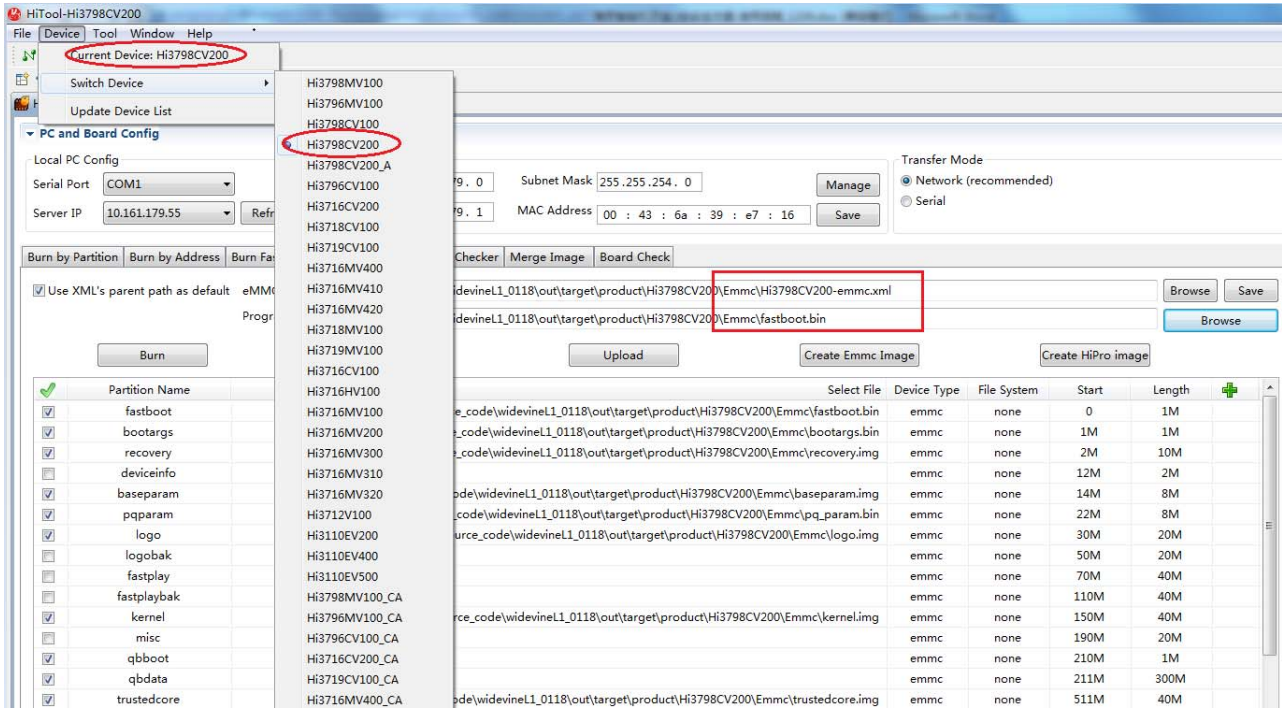 HiTool-Hi3798CV200
File Device Tool Window Help
Current Device: Hi3798CV200
Switch Device
Update Device List
Hi3798MV100
Hi3796MV100
Hi3798CV100
Hi3798CV200
Hi3798CV200_A
Hi3796CV100
Hi3716CV200
Hi3718CV100
Hi3719CV100
Hi3716MV400
Hi3716MV410
Hi3716MV420
Hi3718MV100
Hi3719MV100
Hi3716CV100
Hi3716HV100
Hi3716MV100
Hi3716MV200
Hi3716MV300
Hi3716MV310
Hi3716MV320
Hi3712V100
Hi3110EV200
Hi3110EV400
Hi3110EV500
Hi3798MV100_CA
Hi3796MV100_CA
Hi3796CV100_CA
Hi3716CV200_CA
Hi3719CV100_CA
Hi3716MV400_CA
PC and Board Config
Local PC Config
Transfer Mode
Serial Port COM1 79. 0 Subnet Mask 255.255.254. 0 Manage Network (recommended)
Server IP 10.161.179.55 Refr 79. 1 MAC Address 00 : 43 : 6a : 39 : e7 : 16 Save Serial
Burn by Partition Burn by Address Burn Fas Checker Merge Image Board Check
Use XML's parent path as default eMMC idevineL1_0118\out\target\product\Hi3798CV200\Emmc\Hi3798CV200-emmc.xml Browse Save
Progr idevineL1_0118\out\target\product\Hi3798CV200\Emmc\fastboot.bin Browse
Burn Upload Create Emmc Image Create HiPro image
Partition Name Select File Device Type File System Start Length
fastboot e_code\widevineL1_0118\out\target\product\Hi3798CV200\Emmc\fastboot.bin emmc none 0 1M
bootargs e_code\widevineL1_0118\out\target\product\Hi3798CV200\Emmc\bootargs.bin emmc none 1M 1M
recovery _code\widevineL1_0118\out\target\product\Hi3798CV200\Emmc\recovery.img emmc none 2M 10M
deviceinfo emmc none 12M 2M
baseparam ode\widevineL1_0118\out\target\product\Hi3798CV200\Emmc\baseparam.img emmc none 14M 8M
pqparam code\widevineL1_0118\out\target\product\Hi3798CV200\Emmc\pq_param.bin emmc none 22M 8M
logo urce_code\widevineL1_0118\out\target\product\Hi3798CV200\Emmc\logo.img emmc none 30M 20M
logobak emmc none 50M 20M
fastplay emmc none 70M 40M
fastplaybak emmc none 110M 40M
kernel rce_code\widevineL1_0118\out\target\product\Hi3798CV200\Emmc\kernel.img emmc none 150M 40M
misc emmc none 190M 20M
qbboot emmc none 210M 1M
qbdata emmc none 211M 300M
trustedcore ode\widevineL1_0118\out\target\product\Hi3798CV200\Emmc\trustedcore.img emmc none 511M 40M